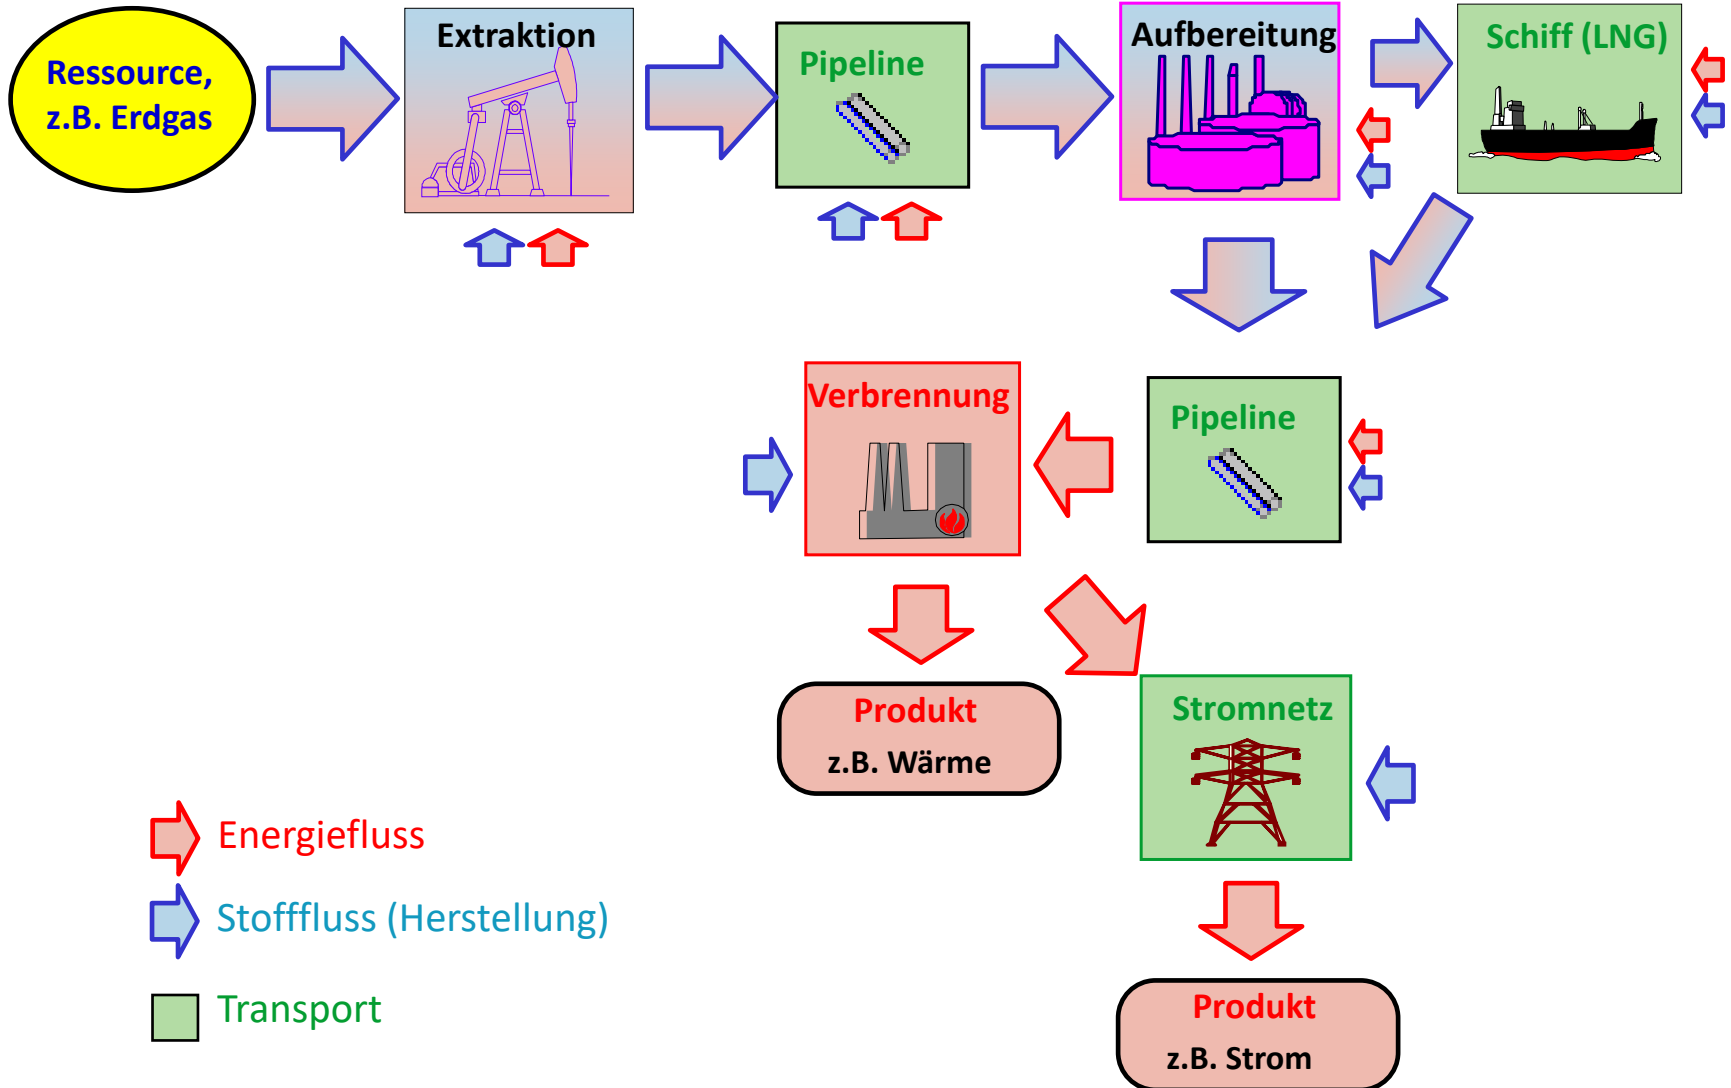 Ressource,
z.B. Erdgas
Extraktion
Pipeline
Aufbereitung
Schiff (LNG)
Verbrennung
Pipeline
Produkt
z.B. Wärme
Stromnetz
Energiefluss
Stofffluss (Herstellung)
Transport
Produkt
z.B. Strom